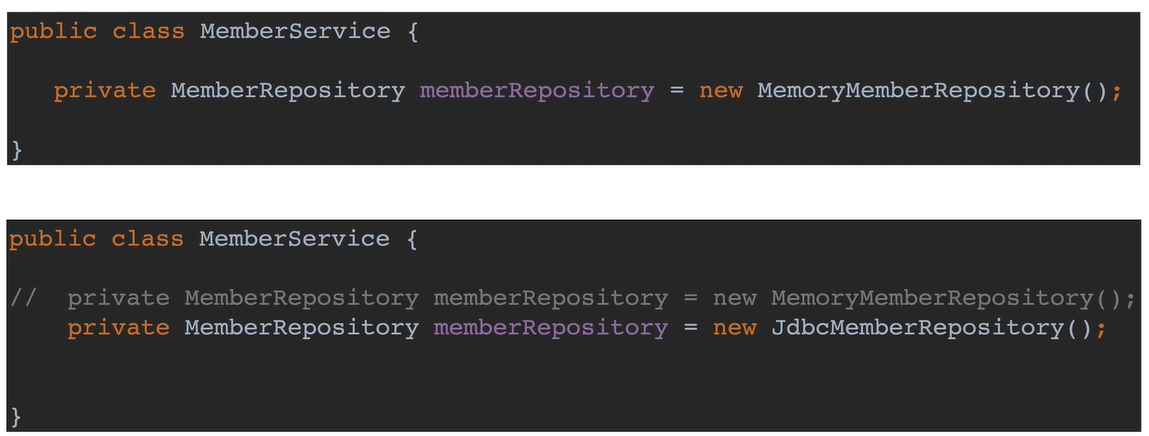 public class MemberService {
private MemberRepository memberRepository = new MemoryMemberRepository();
}
public class MemberService {
// private MemberRepository memberRepository = new MemoryMemberRepository();
private MemberRepository memberRepository = new JdbcMemberRepository();
}